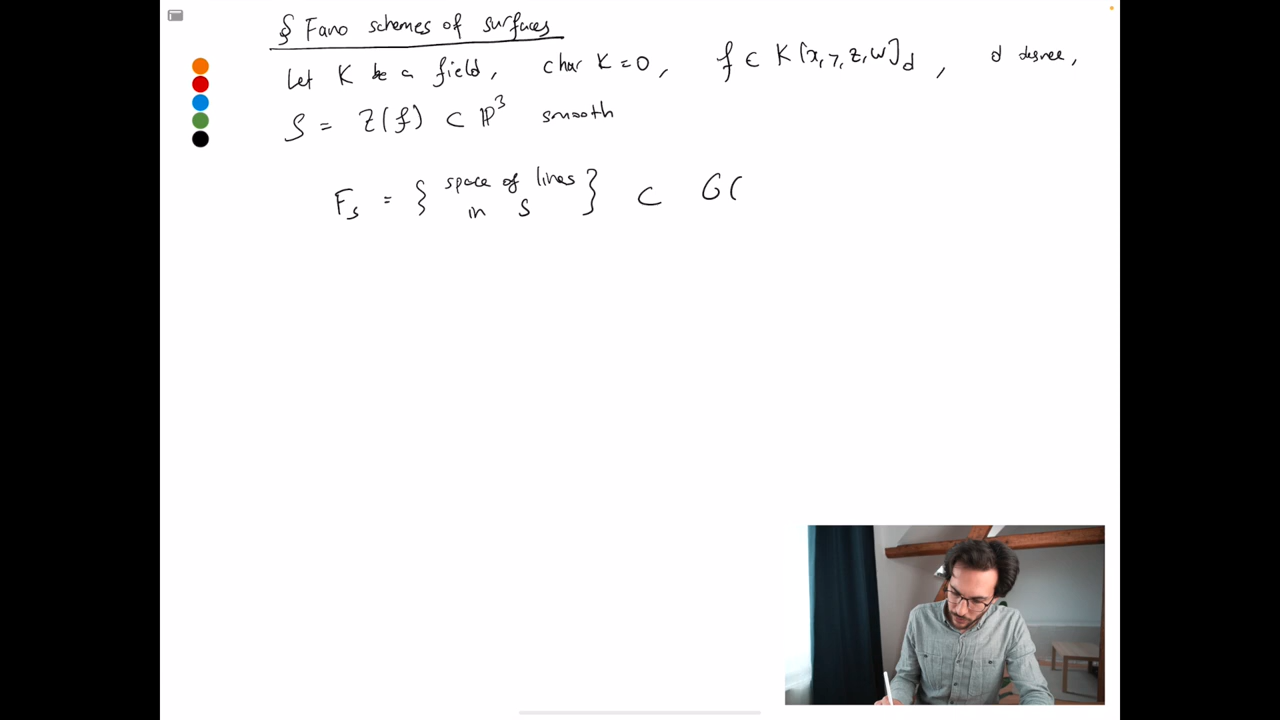 § Fano schemes of surfaces
Let K be a field, char K = 0, f ∈ K[x,y,z,w]_d, d degree,
S = Z(f) ⊂ ℙ³ smooth
F_S = { space of lines in S } ⊂ G(